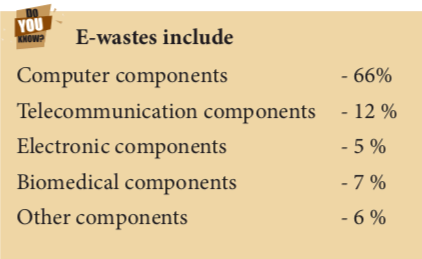 Do
YOU
KNOW?
E-wastes include
Computer components - 66%
Telecommunication components - 12 %
Electronic components - 5 %
Biomedical components - 7 %
Other components - 6 %